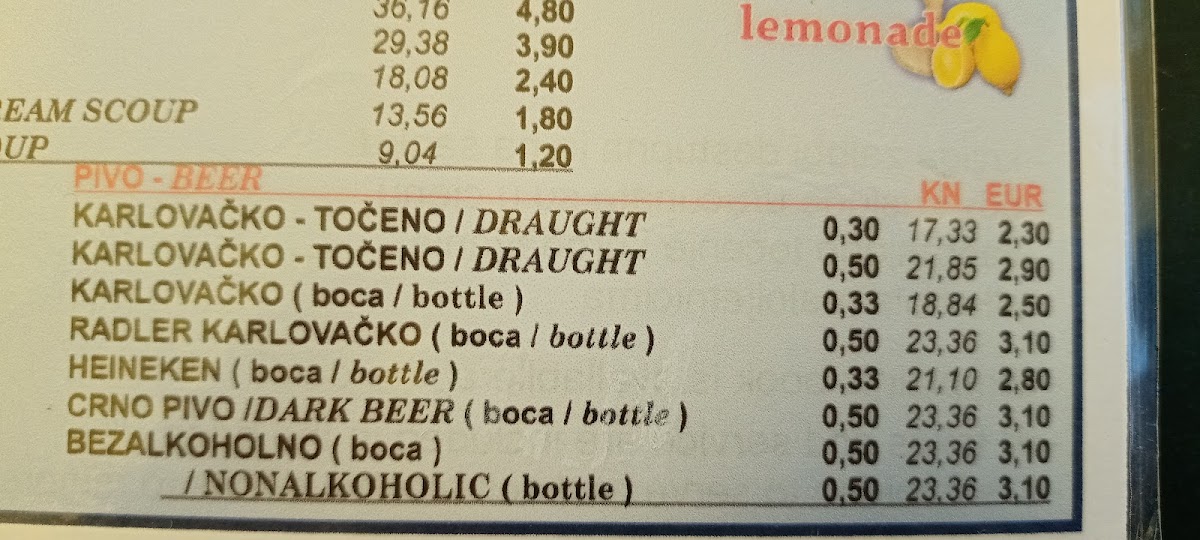 36,16 4,80
lemonade
29,38 3,90
18,08 2,40
EAM SCOUP 13,56 1,80
UP 9,04 1,20
PIVO - BEER KN EUR
KARLOVAČKO - TOČENO / DRAUGHT 0,30 17,33 2,30
KARLOVAČKO - TOČENO / DRAUGHT 0,50 21,85 2,90
KARLOVAČKO ( boca / bottle ) 0,33 18,84 2,50
RADLER KARLOVAČKO ( boca / bottle ) 0,50 23,36 3,10
HEINEKEN ( boca / bottle ) 0,33 21,10 2,80
CRNO PIVO /DARK BEER ( boca / bottle ) 0,50 23,36 3,10
BEZALKOHOLNO ( boca ) 0,50 23,36 3,10
/ NONALKOHOLIC ( bottle ) 0,50 23,36 3,10